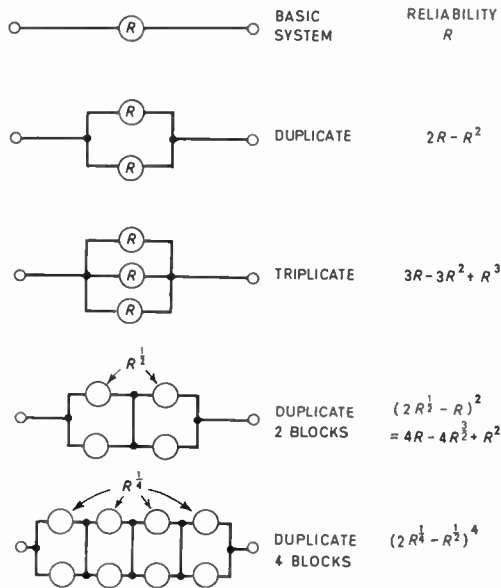 BASIC SYSTEM RELIABILITY
R R
R
DUPLICATE 2R – R²
R
R
TRIPLICATE 3R – 3R² + R³
R
R
R^(1/2)
DUPLICATE 2 BLOCKS (2R^(1/2) – R)²
= 4R – 4R^(3/2) + R²
R^(1/4)
DUPLICATE 4 BLOCKS (2R^(1/4) – R^(1/2))⁴